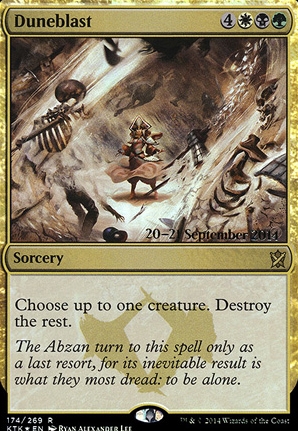 Duneblast 4
20–21 September 2014
Sorcery
Choose up to one creature. Destroy
the rest.
The Abzan turn to this spell only as
a last resort, for its inevitable result is
what they most dread: to be alone.
174/269 R
KTK ★ EN RYAN ALEXANDER LEE ™ & © 2014 Wizards of the Coast